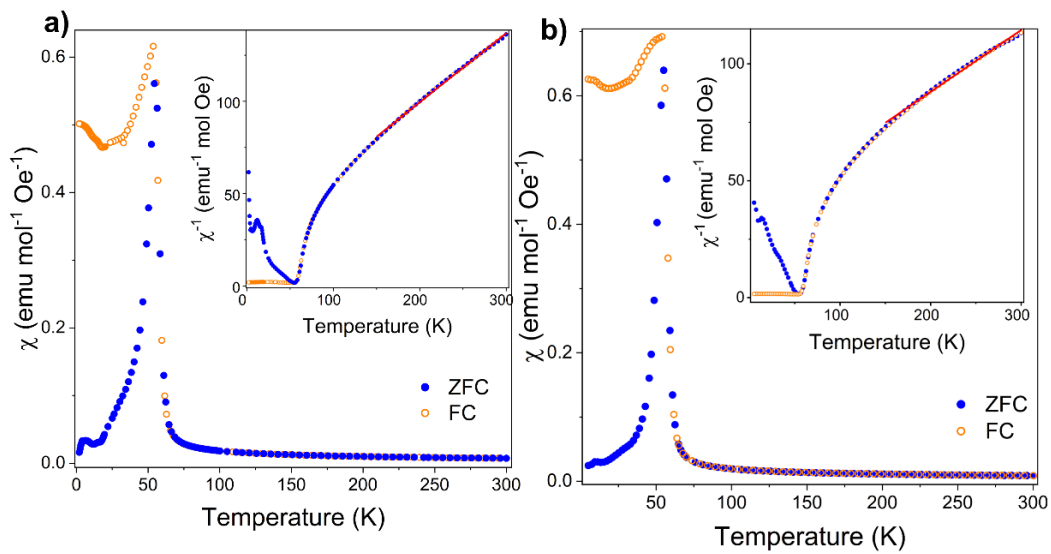 a)
χ (emu mol⁻¹ Oe⁻¹)
0.6
0.4
0.2
0.0
0 50 100 150 200 250 300
Temperature (K)
ZFC
FC
χ⁻¹ (emu⁻¹ mol Oe)
100
50
0
0 100 200 300
Temperature (K)
b)
χ (emu mol⁻¹ Oe⁻¹)
0.6
0.4
0.2
0.0
50 100 150 200 250 300
Temperature (K)
ZFC
FC
χ⁻¹ (emu⁻¹ mol Oe)
100
50
0
100 200 300
Temperature (K)